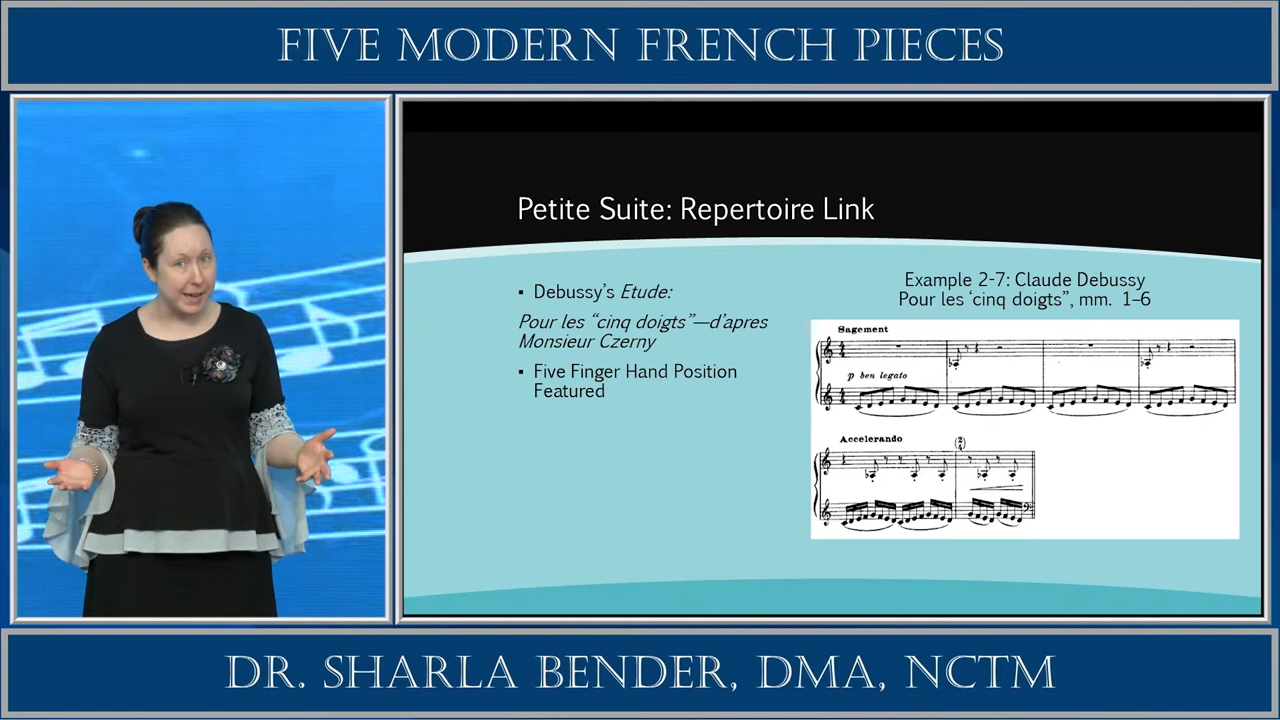 FIVE MODERN FRENCH PIECES
Petite Suite: Repertoire Link
▪ Debussy’s Etude:
Pour les “cinq doigts”—d’apres
Monsieur Czerny
▪ Five Finger Hand Position
Featured
Example 2-7: Claude Debussy
Pour les ‘cinq doigts”, mm. 1–6
Sagement
p ben legato
Accelerando
2
4
DR. SHARLA BENDER, DMA, NCTM